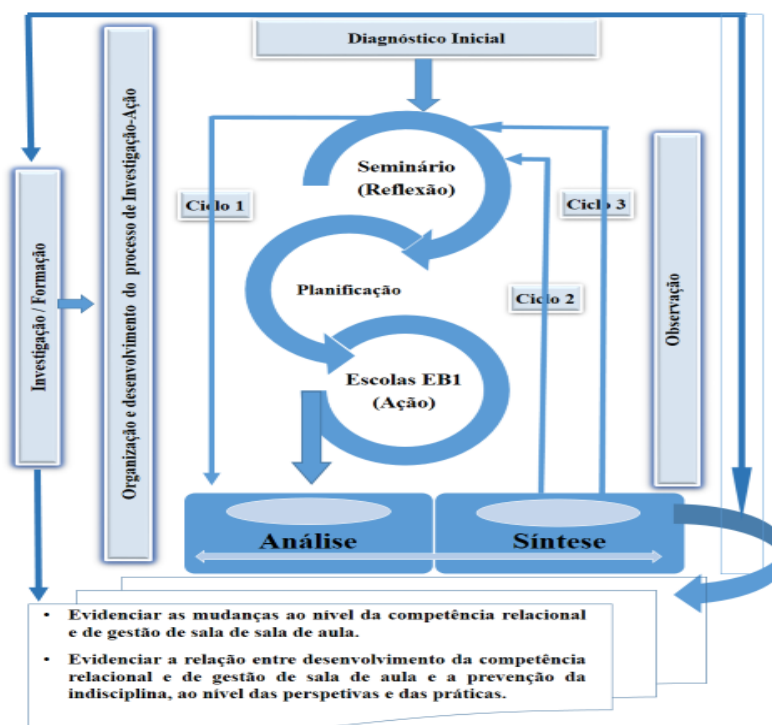 Diagnóstico Inicial
Investigação / Formação
Organização e desenvolvimento do processo de Investigação-Ação
Seminário
(Reflexão)
Ciclo 1
Ciclo 3
Planificação
Ciclo 2
Observação
Escolas EB1
(Ação)
Análise
Síntese
• Evidenciar as mudanças ao nível da competência relacional
e de gestão de sala de sala de aula.
• Evidenciar a relação entre desenvolvimento da competência
relacional e de gestão de sala de aula e a prevenção da
indisciplina, ao nível das perspetivas e das práticas.